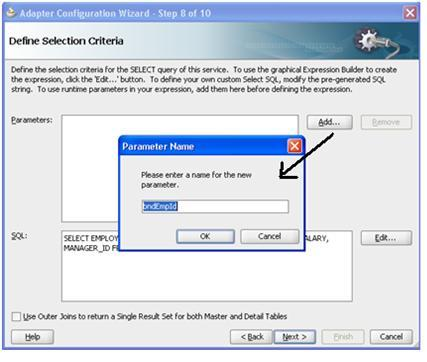 Adapter Configuration Wizard - Step 8 of 10
Define Selection Criteria
Define the selection criteria for the SELECT query of this service. To use the graphical Expression Builder to create
the expression, click the 'Edit...' button. To define your own custom Select SQL, modify the pre-generated SQL
string. To use runtime parameters in your expression, add them here before defining the expression.
Parameters:
Add...
Remove
Parameter Name
Please enter a name for the new
parameter.
bndEmpId
OK
Cancel
SQL:
SELECT EMPLOY
ALARY,
MANAGER_ID F
Edit...
Use Outer Joins to return a Single Result Set for both Master and Detail Tables
Help
< Back
Next >
Finish
Cancel